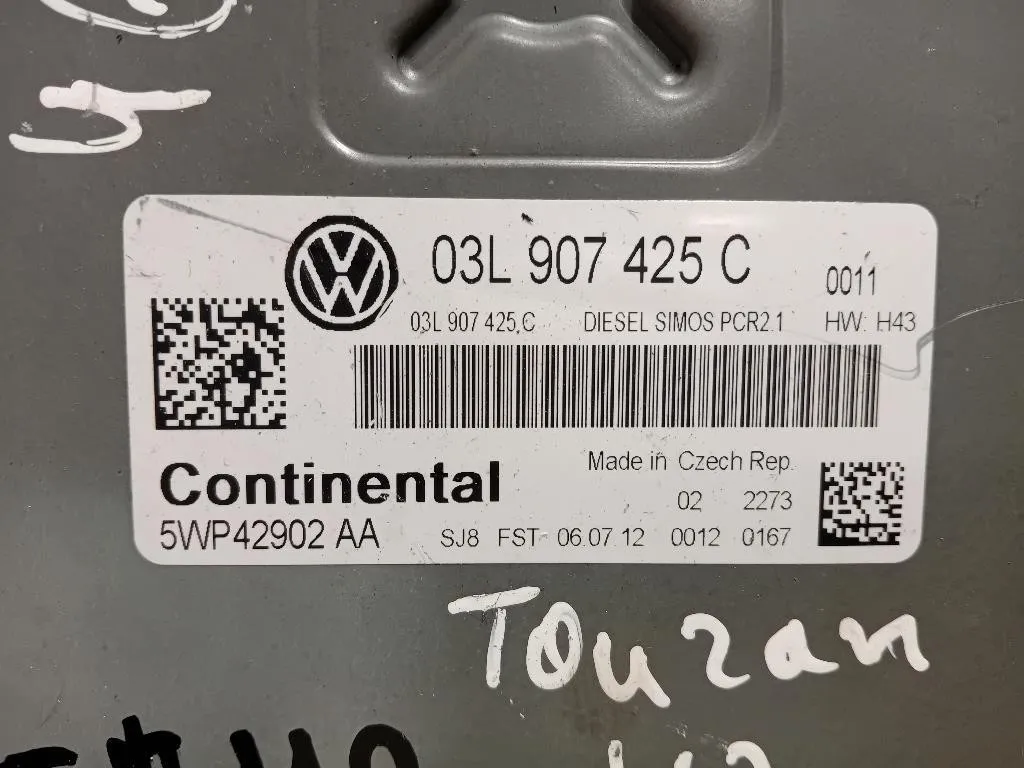 03L 907 425 C
0011
03L 907 425 C DIESEL SIMOS PCR2.1 HW: H43
Made in Czech Rep.
Continental
02 2273
5WP42902 AA
SJ8 FST 06.07.12 0012 0167
Touran